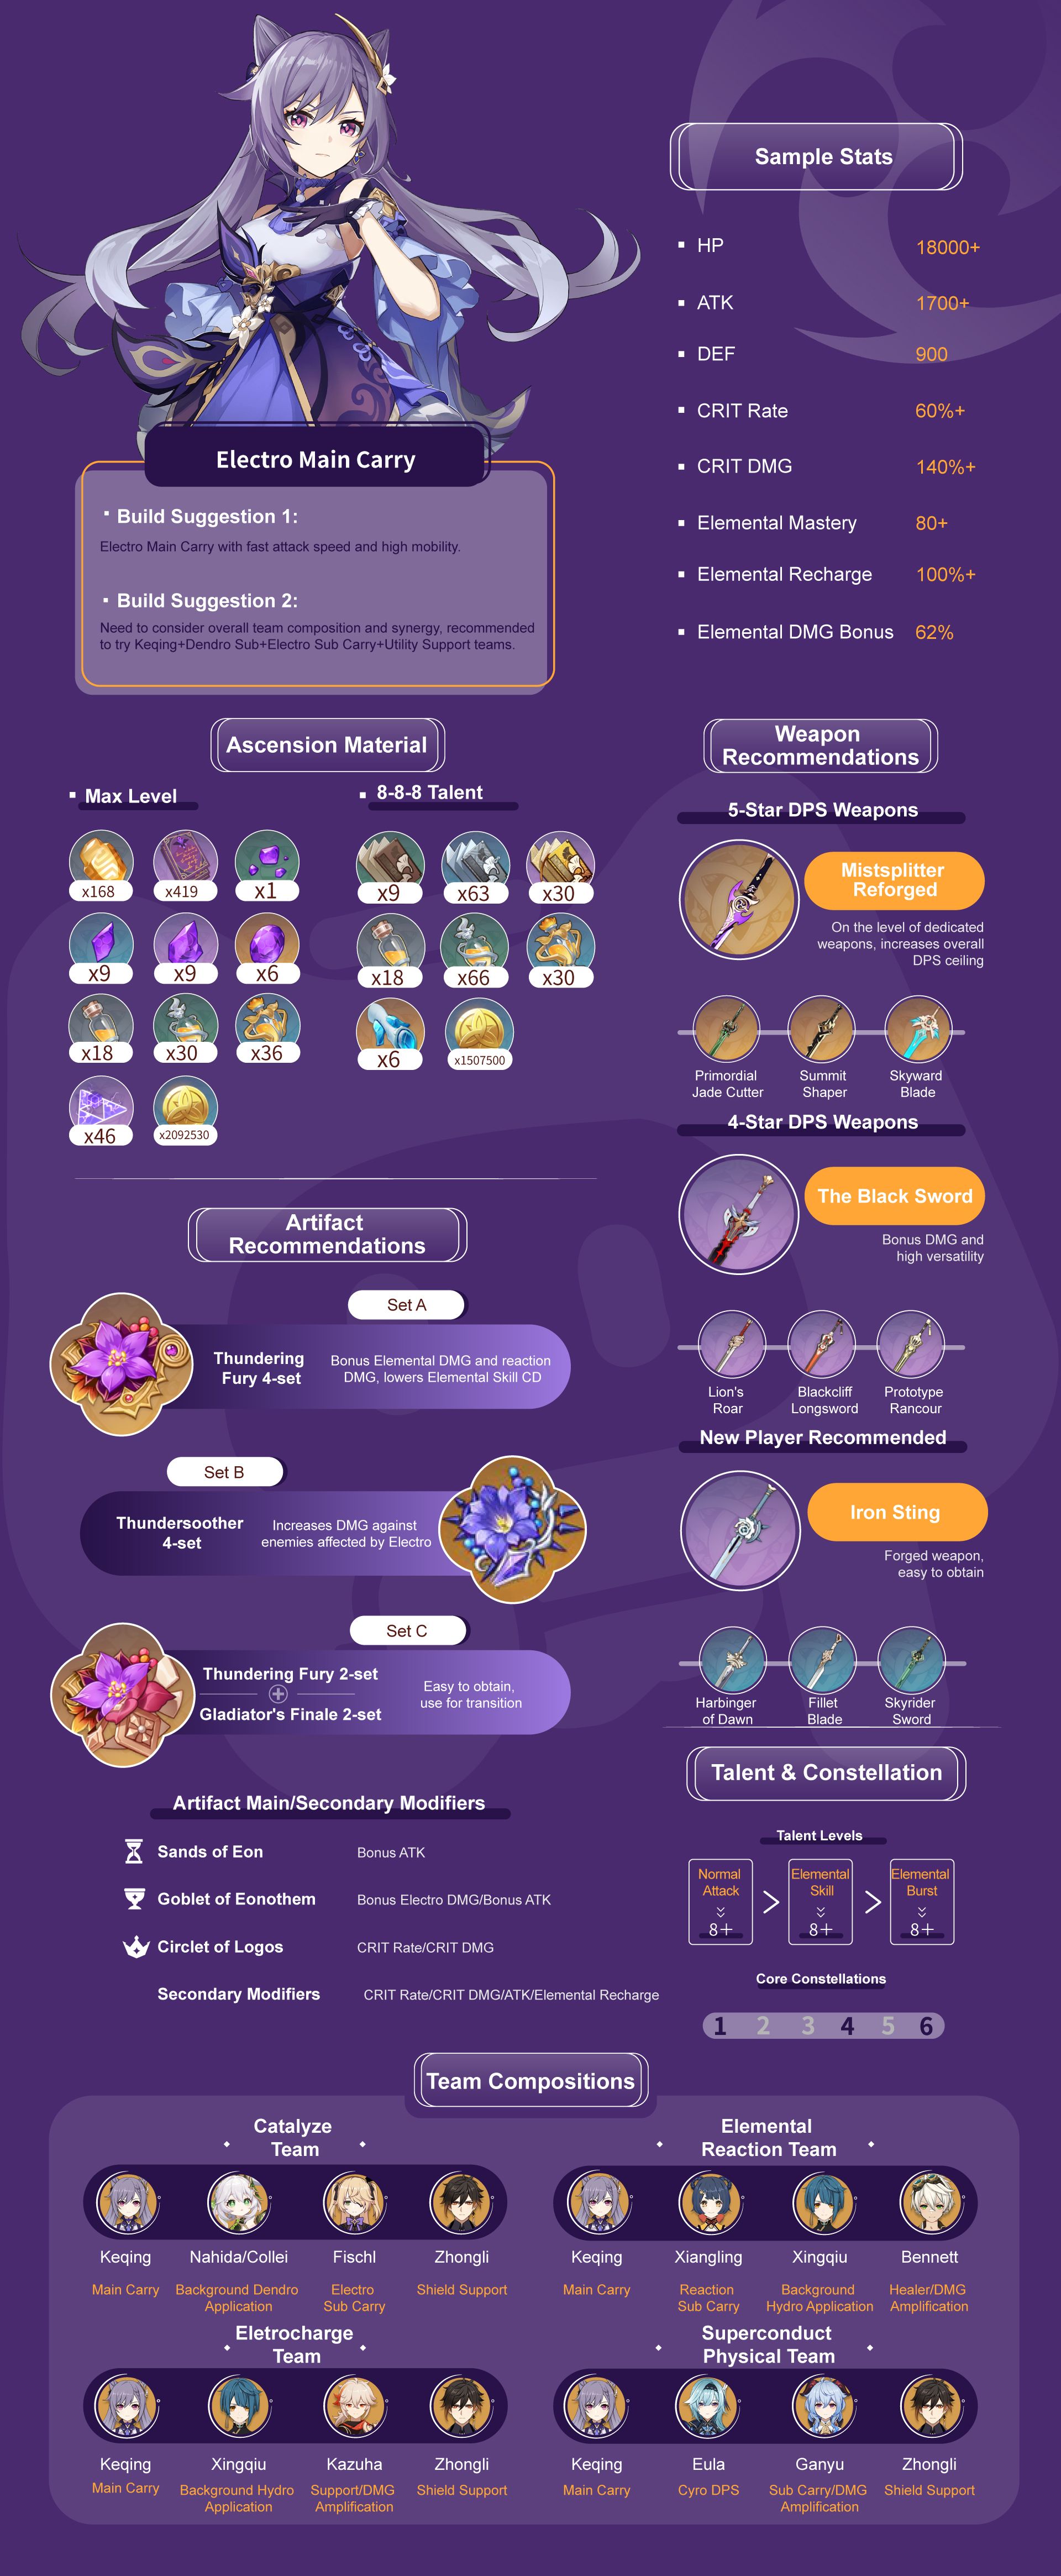 Sample Stats
HP 18000+
ATK 1700+
DEF 900
CRIT Rate 60%+
CRIT DMG 140%+
Elemental Mastery 80+
Elemental Recharge 100%+
Elemental DMG Bonus 62%
Electro Main Carry
Build Suggestion 1:
Electro Main Carry with fast attack speed and high mobility.
Build Suggestion 2:
Need to consider overall team composition and synergy, recommended
to try Keqing+Dendro Sub+Electro Sub Carry+Utility Support teams.
Ascension Material
Max Level
x168 x419 x1
x9 x9 x6
x18 x30 x36
x46 x2092530
8-8-8 Talent
x9 x63 x30
x18 x66 x30
x6 x1507500
Weapon
Recommendations
5-Star DPS Weapons
Mistsplitter
Reforged
On the level of dedicated
weapons, increases overall
DPS ceiling
Primordial
Jade Cutter
Summit
Shaper
Skyward
Blade
4-Star DPS Weapons
The Black Sword
Bonus DMG and
high versatility
Lion's
Roar
Blackcliff
Longsword
Prototype
Rancour
New Player Recommended
Iron Sting
Forged weapon,
easy to obtain
Harbinger
of Dawn
Fillet
Blade
Skyrider
Sword
Artifact
Recommendations
Set A
Thundering
Fury 4-set
Bonus Elemental DMG and reaction
DMG, lowers Elemental Skill CD
Set B
Thundersoother
4-set
Increases DMG against
enemies affected by Electro
Set C
Thundering Fury 2-set
Gladiator's Finale 2-set
Easy to obtain,
use for transition
Artifact Main/Secondary Modifiers
Sands of Eon Bonus ATK
Goblet of Eonothem Bonus Electro DMG/Bonus ATK
Circlet of Logos CRIT Rate/CRIT DMG
Secondary Modifiers CRIT Rate/CRIT DMG/ATK/Elemental Recharge
Talent & Constellation
Talent Levels
Normal
Attack
8+
>
Elemental
Skill
8+
>
Elemental
Burst
8+
Core Constellations
1 2 3 4 5 6
Team Compositions
Catalyze
Team
Keqing Nahida/Collei Fischl Zhongli
Main Carry
Background Dendro
Application
Electro
Sub Carry
Shield Support
Elemental
Reaction Team
Keqing Xiangling Xingqiu Bennett
Main Carry
Reaction
Sub Carry
Background
Hydro Application
Healer/DMG
Amplification
Eletrocharge
Team
Keqing Xingqiu Kazuha Zhongli
Main Carry
Background Hydro
Application
Support/DMG
Amplification
Shield Support
Superconduct
Physical Team
Keqing Eula Ganyu Zhongli
Main Carry
Cyro DPS
Sub Carry/DMG
Amplification
Shield Support